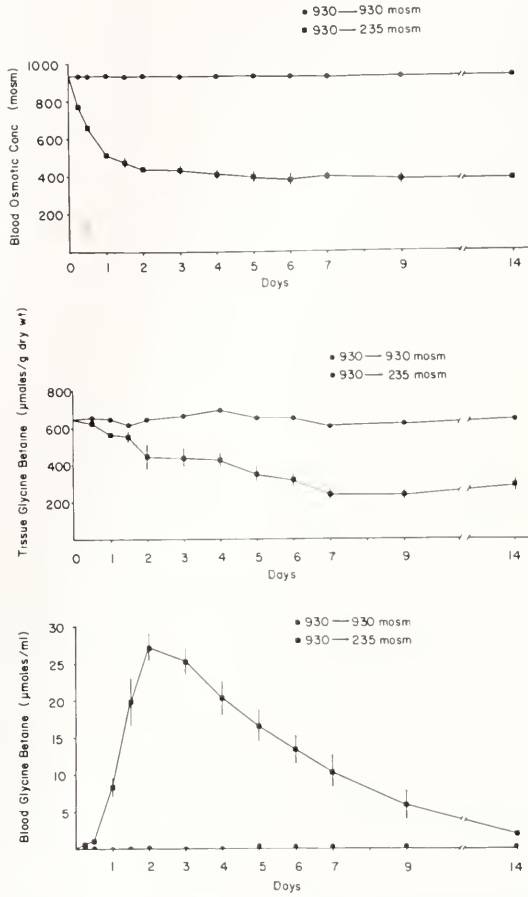 • 930 — 930 mosm
▪ 930 — 235 mosm
Blood Osmotic Conc (mosm)
1000
800
600
400
200
0 1 2 3 4 5 6 7 9 14
Days
• 930 — 930 mosm
• 930 — 235 mosm
Tissue Glycine Betaine (μmoles/g dry wt)
800
600
400
200
0 1 2 3 4 5 6 7 9 14
Days
• 930 — 930 mosm
▪ 930 — 235 mosm
Blood Glycine Betaine (μmoles/ml)
30
25
20
15
10
5
1 2 3 4 5 6 7 9 14
Days